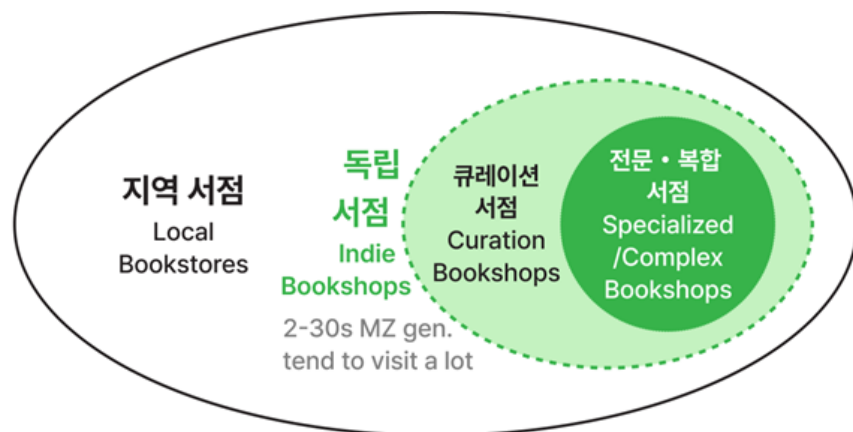 지역 서점
Local
Bookstores
독립
서점
Indie
Bookshops
2-30s MZ gen.
tend to visit a lot
큐레이션
서점
Curation
Bookshops
전문 • 복합
서점
Specialized
/Complex
Bookshops